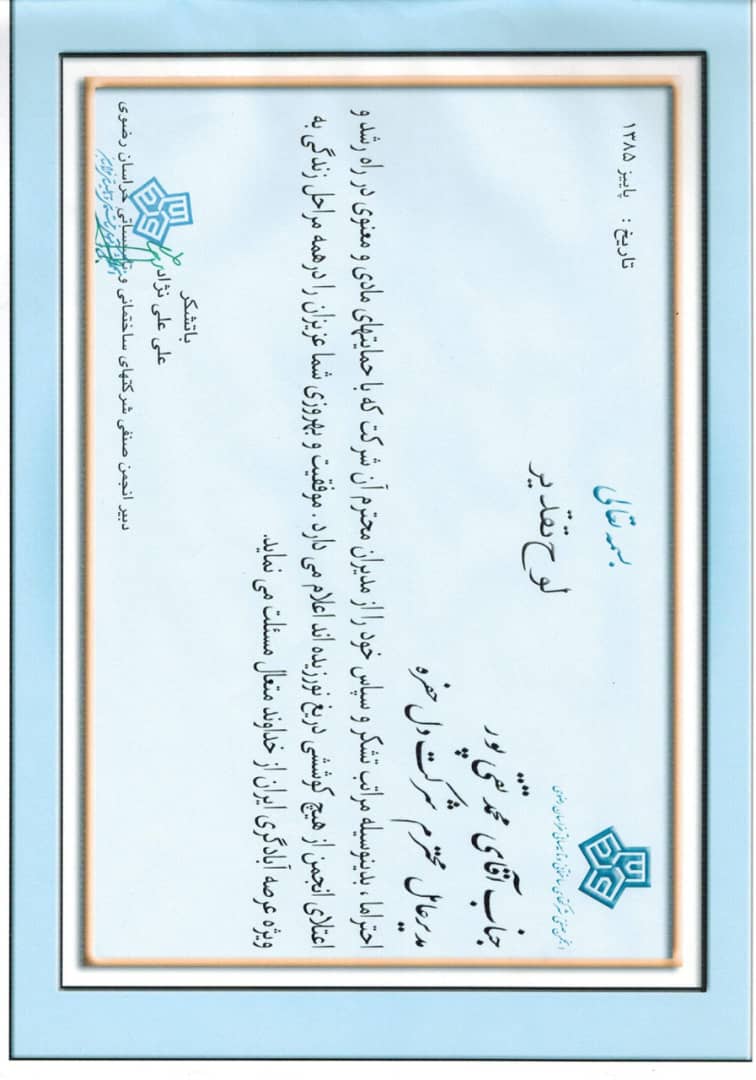 بسمه تعالی
تاریخ : پاییز ۱۳۸۵
لوح تقدیر
انجمن صنفی شرکتهای ساختمانی و تاسیساتی خراسان رضوی
جناب آقای محمد تقی پور
مدیرعامل محترم شرکت دل حفره
احتراما ، بدینوسیله مراتب تشکر و سپاس خود را از مدیران محترم آن شرکت که با حمایتهای مادی و معنوی در راه رشد و
اعتلای انجمن از هیچ کوششی دریغ نورزیده اند اعلام می دارد . موفقیت و بهروزی شما عزیزان را درهمه مراحل زندگی به
ویژه عرصه آبادگری ایران از خداوند متعال مسئلت می نماید.
باتشکر
علی علی نژاد
دبیر انجمن صنفی شرکتهای ساختمانی و تاسیساتی خراسان رضوی